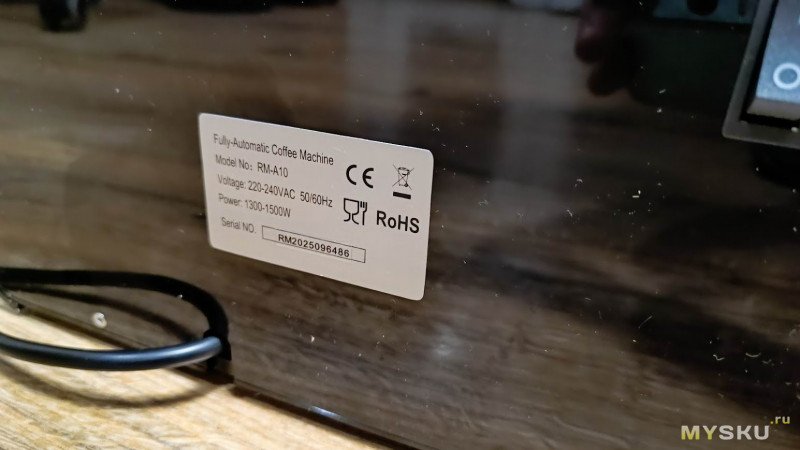 Fully-Automatic Coffee Machine
Model No: RM-A10
Voltage: 220-240VAC 50/60Hz
Power: 1300-1500W
Serial NO. RM2025096486
CE
RoHS
MYSKU.ru